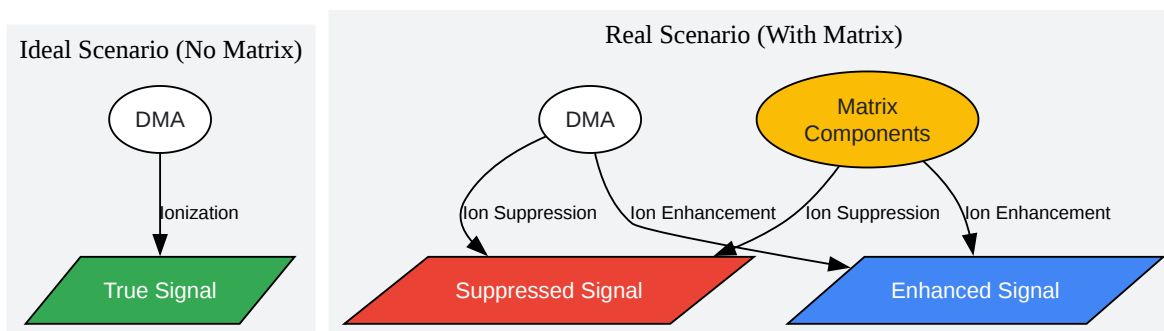 Ideal Scenario (No Matrix)
DMA
Ionization
True Signal
Real Scenario (With Matrix)
DMA
Matrix
Components
Ion Suppression
Ion Enhancement
Ion Suppression
Ion Enhancement
Suppressed Signal
Enhanced Signal